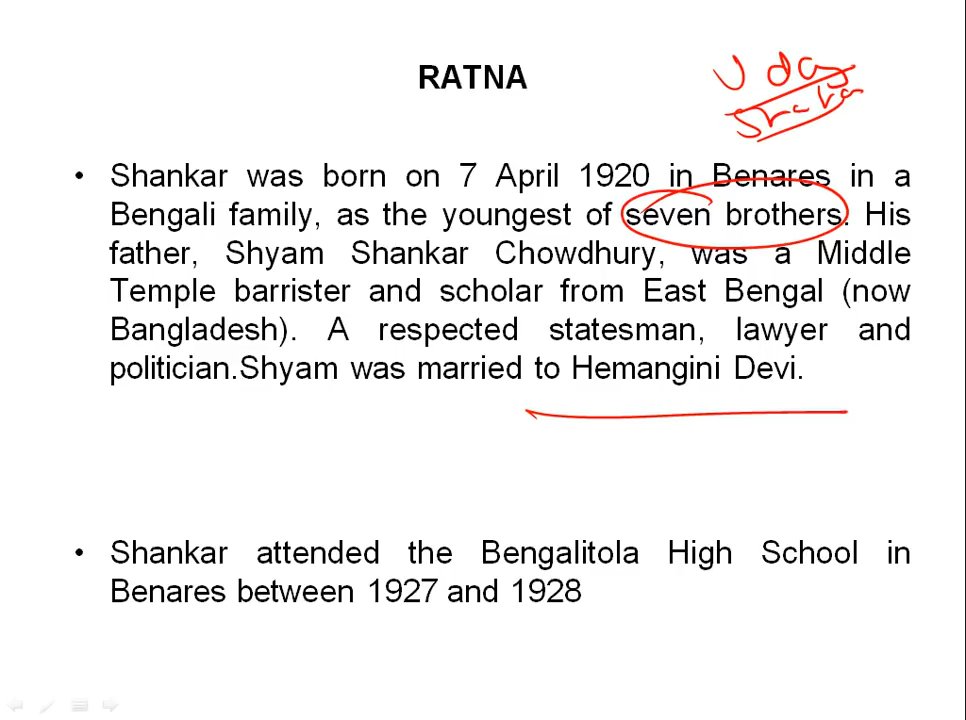 RATNA
Uday
Shankar
• Shankar was born on 7 April 1920 in Benares in a
Bengali family, as the youngest of seven brothers. His
father, Shyam Shankar Chowdhury, was a Middle
Temple barrister and scholar from East Bengal (now
Bangladesh). A respected statesman, lawyer and
politician.Shyam was married to Hemangini Devi.
• Shankar attended the Bengalitola High School in
Benares between 1927 and 1928